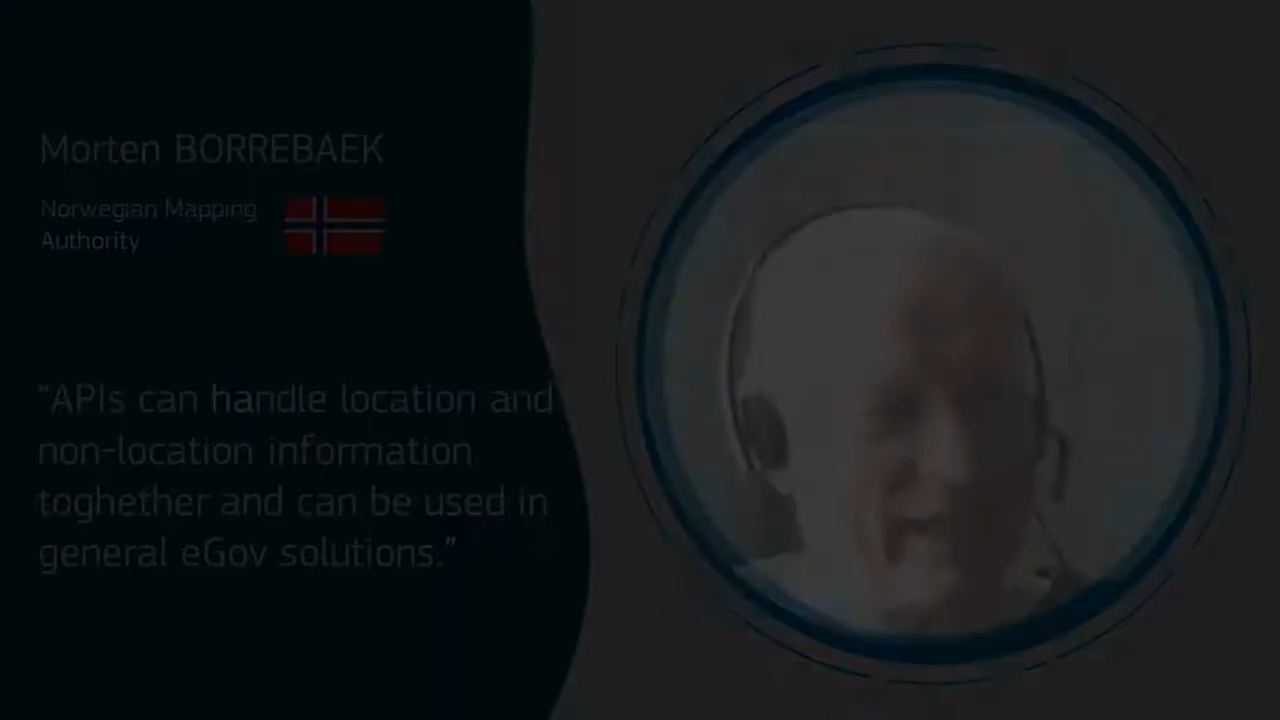 Morten BORREBAEK
Norwegian Mapping
Authority
"APIs can handle location and
non-location information
toghether and can be used in
general eGov solutions."